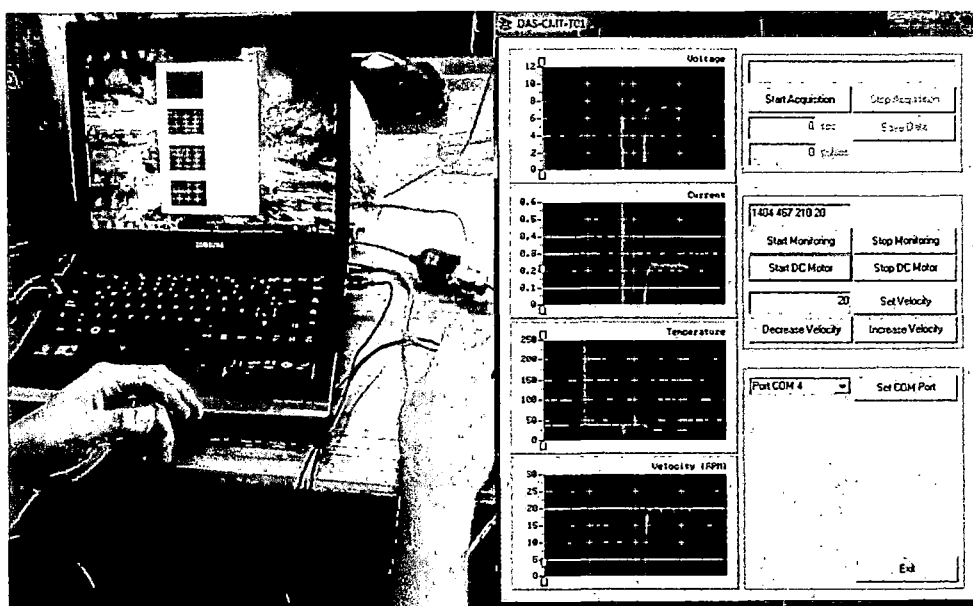 DAS-CAIT-TC1
Voltage
12
10
8
6
4
2
0
Start Acquisition
Stop Acquisition
0 sec
Save Data
0 pulses
Current
0.6
0.5
0.4
0.3
0.2
0.1
0
1404 467 210 20
Start Monitoring
Stop Monitoring
Start DC Motor
Stop DC Motor
20
Set Velocity
Decrease Velocity
Increase Velocity
Temperature
250
200
150
100
50
0
Port COM 4
Set COM Port
Velocity (RPM)
25
20
15
10
5
0
Exit